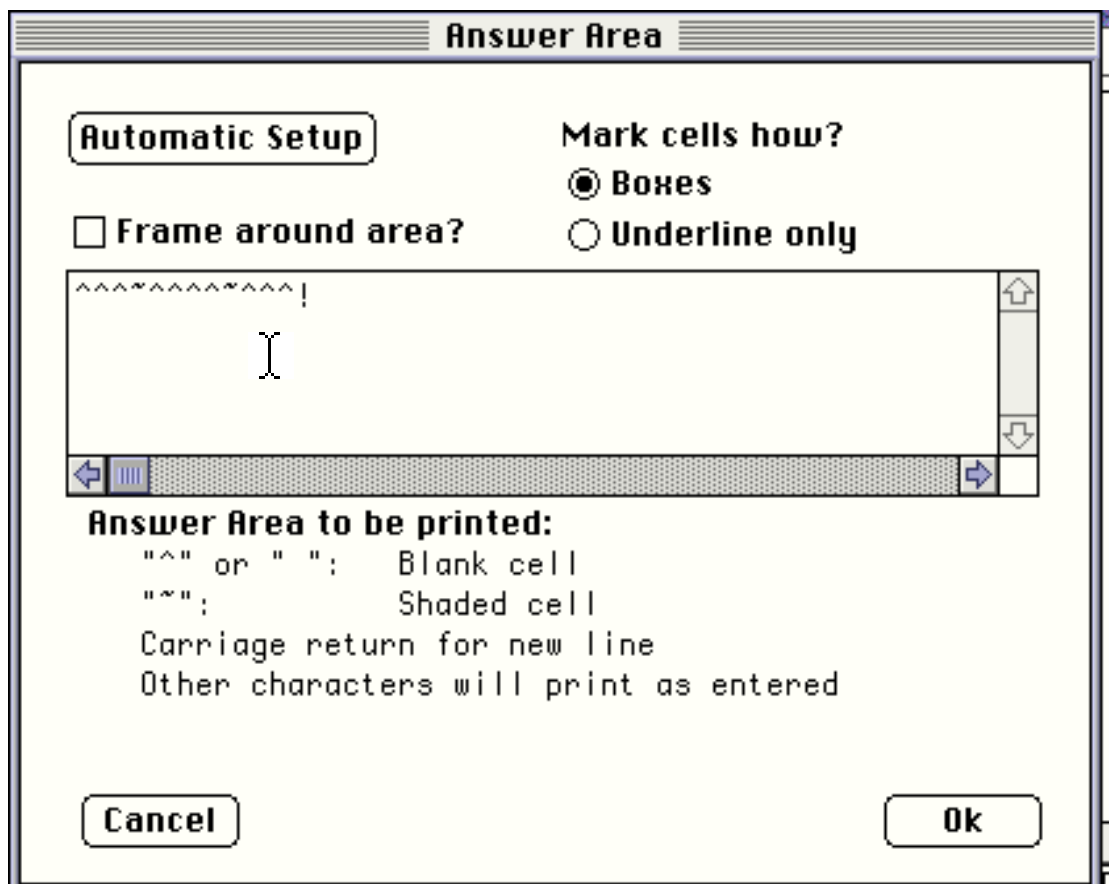 Answer Area
Automatic Setup
Mark cells how?
Boxes
Frame around area?
Underline only
^^^~^^^^~^^^!
Answer Area to be printed:
"^" or " ": Blank cell
"~": Shaded cell
Carriage return for new line
Other characters will print as entered
Cancel
Ok